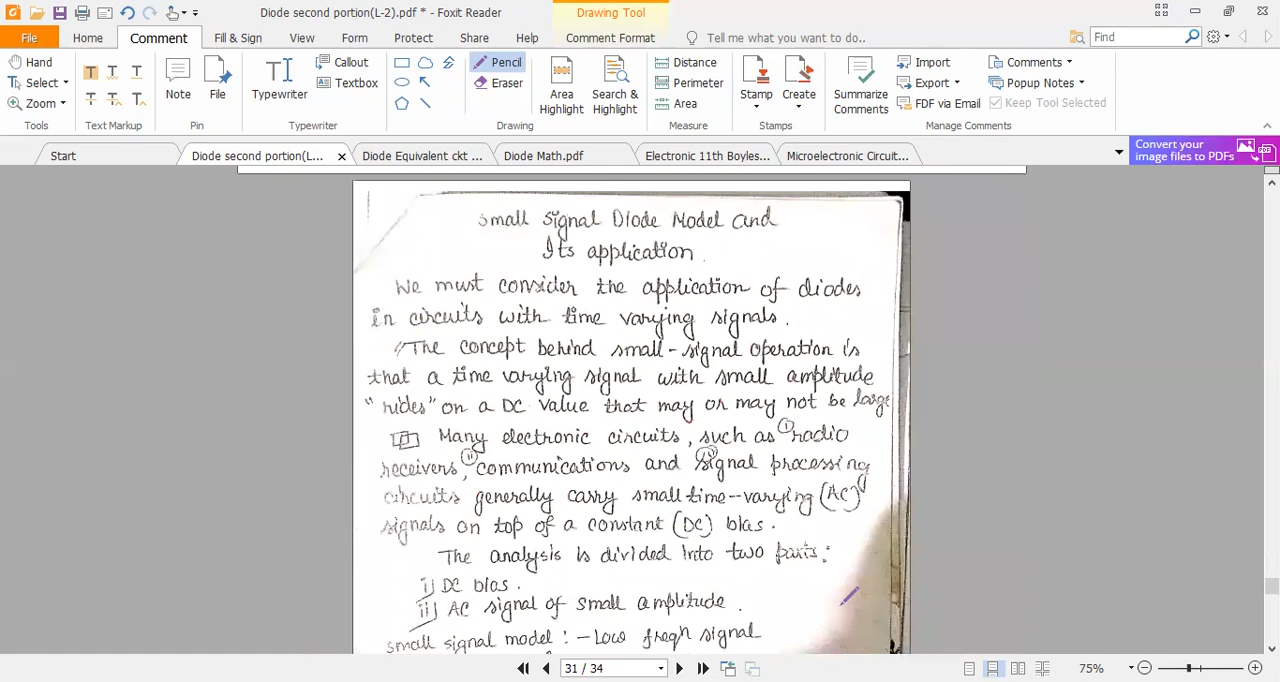 Diode second portion(L-2).pdf * - Foxit Reader
Drawing Tool
File
Home
Comment
Fill & Sign
View
Form
Protect
Share
Help
Comment Format
Tell me what you want to do..
Find
Hand
Select
Zoom
Tools
Text Markup
Note
File
Pin
Typewriter
Callout
Textbox
Typewriter
Pencil
Eraser
Area Highlight
Search & Highlight
Drawing
Distance
Perimeter
Area
Measure
Stamp
Create
Stamps
Summarize Comments
Import
Export
FDF via Email
Comments
Popup Notes
Keep Tool Selected
Manage Comments
Start
Diode second portion(L-...
Diode Equivalent ckt ...
Diode Math.pdf
Electronic 11th Boyles...
Microelectronic Circuit...
Convert your
image files to PDFs
Small Signal Diode Model and
Its application
We must consider the application of diodes
in circuits with time varying signals.
"The concept behind small-signal operation is
that a time varying signal with small amplitude
"rides" on a DC value that may or may not be large
Many electronic circuits, such as (i) radio
receivers, (ii) communications and signal processing
circuits generally carry small time-varying (AC)
signals on top of a constant (DC) bias.
The analysis is divided into two parts:
i) DC bias.
ii) AC signal of small amplitude.
small signal model: - Low freqn signal
31 / 34
75%